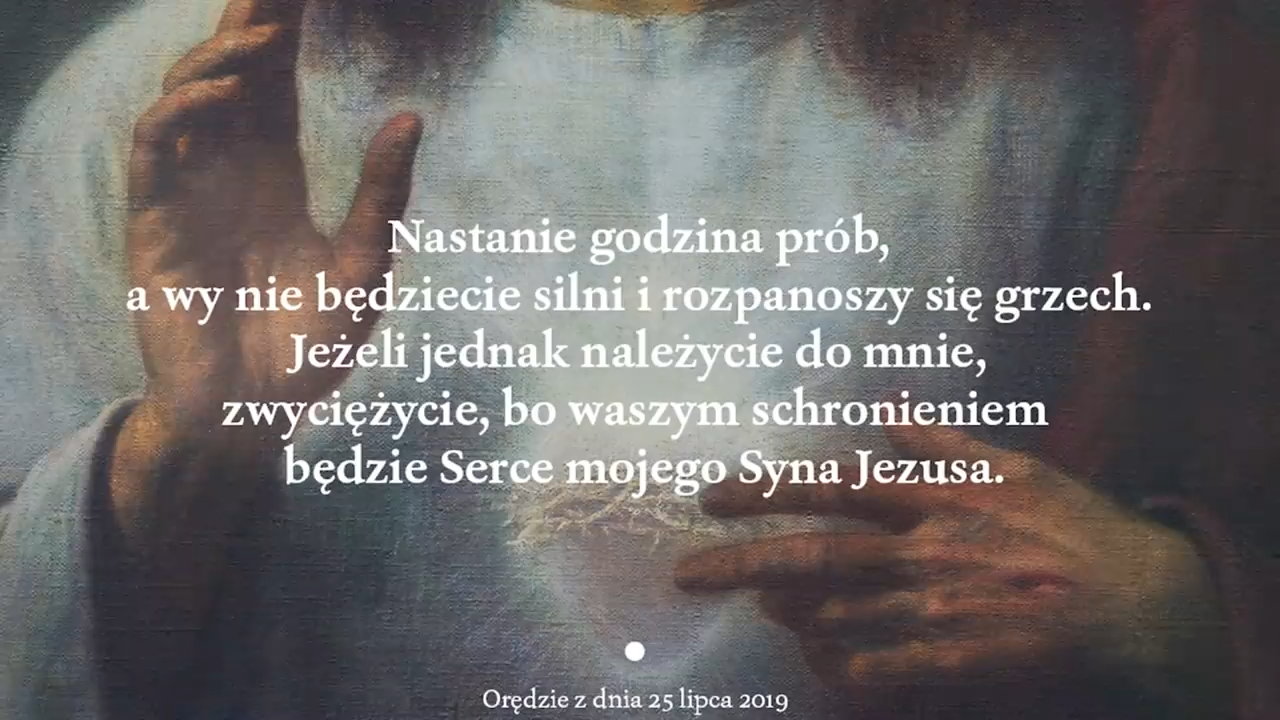 Nastanie godzina prób,
a wy nie będziecie silni i rozpanoszy się grzech.
Jeżeli jednak należycie do mnie,
zwyciężycie, bo waszym schronieniem
będzie Serce mojego Syna Jezusa.
Orędzie z dnia 25 lipca 2019